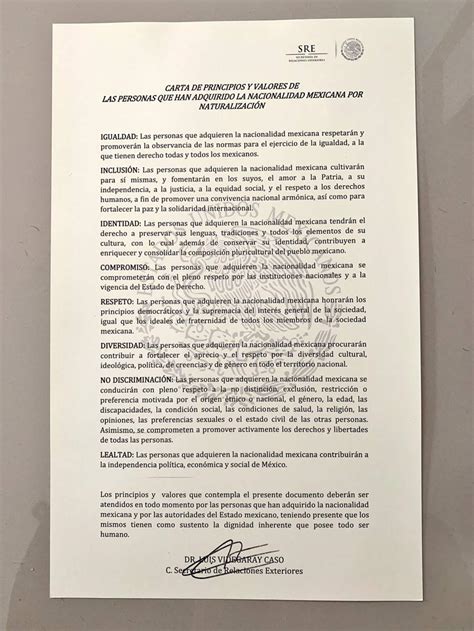 SRE
SECRETARÍA DE
RELACIONES EXTERIORES
CARTA DE PRINCIPIOS Y VALORES DE
LAS PERSONAS QUE HAN ADQUIRIDO LA NACIONALIDAD MEXICANA POR
NATURALIZACIÓN
IGUALDAD: Las personas que adquieren la nacionalidad mexicana respetarán y
promoverán la observancia de las normas para el ejercicio de la igualdad, a la
que tienen derecho todas y todos los mexicanos.
INCLUSIÓN: Las personas que adquieren la nacionalidad mexicana cultivarán
para sí mismas, y fomentarán en los suyos, el amor a la Patria, a su
independencia, a la justicia, a la equidad social, y el respeto a los derechos
humanos, a fin de promover una convivencia nacional armónica, así como para
fortalecer la paz y la solidaridad internacional.
IDENTIDAD: Las personas que adquieren la nacionalidad mexicana tendrán el
derecho a preservar sus lenguas, tradiciones y todos los elementos de su
cultura, con lo que además de conservar su identidad, contribuyen a
enriquecer y consolidar la composición pluricultural del pueblo mexicano.
COMPROMISO: Las personas que adquieren la nacionalidad mexicana se
comprometerán con el pleno respeto por las instituciones nacionales y a la
vigencia del Estado de Derecho.
RESPETO: Las personas que adquieren la nacionalidad mexicana honrarán los
principios democráticos y la supremacía del interés general de la sociedad,
igual que los ideales de fraternidad de todos los miembros de la sociedad
mexicana.
DIVERSIDAD: Las personas que adquieren la nacionalidad mexicana procurarán
contribuir a fortalecer el aprecio y el respeto por la diversidad cultural,
ideológica, política, de creencias y de género en todo el territorio nacional.
NO DISCRIMINACIÓN: Las personas que adquieren la nacionalidad mexicana se
conducirán con pleno respeto a la no distinción, exclusión, restricción o
preferencia motivada por el origen étnico o nacional, el género, la edad, las
discapacidades, la condición social, las condiciones de salud, la religión, las
opiniones, las preferencias sexuales o el estado civil de las otras personas.
Asimismo, se comprometen a promover activamente los derechos y libertades
de todas las personas.
LEALTAD: Las personas que adquieren la nacionalidad mexicana contribuirán a
la independencia política, económica y social de México.
Los principios y valores que contempla el presente documento deberán ser
atendidos en todo momento por las personas que han adquirido la nacionalidad
mexicana y por las autoridades del Estado mexicano, teniendo presente que los
mismos tienen como sustento la dignidad inherente que posee todo ser
humano.
DR. LUIS VIDEGARAY CASO
C. Secretario de Relaciones Exteriores